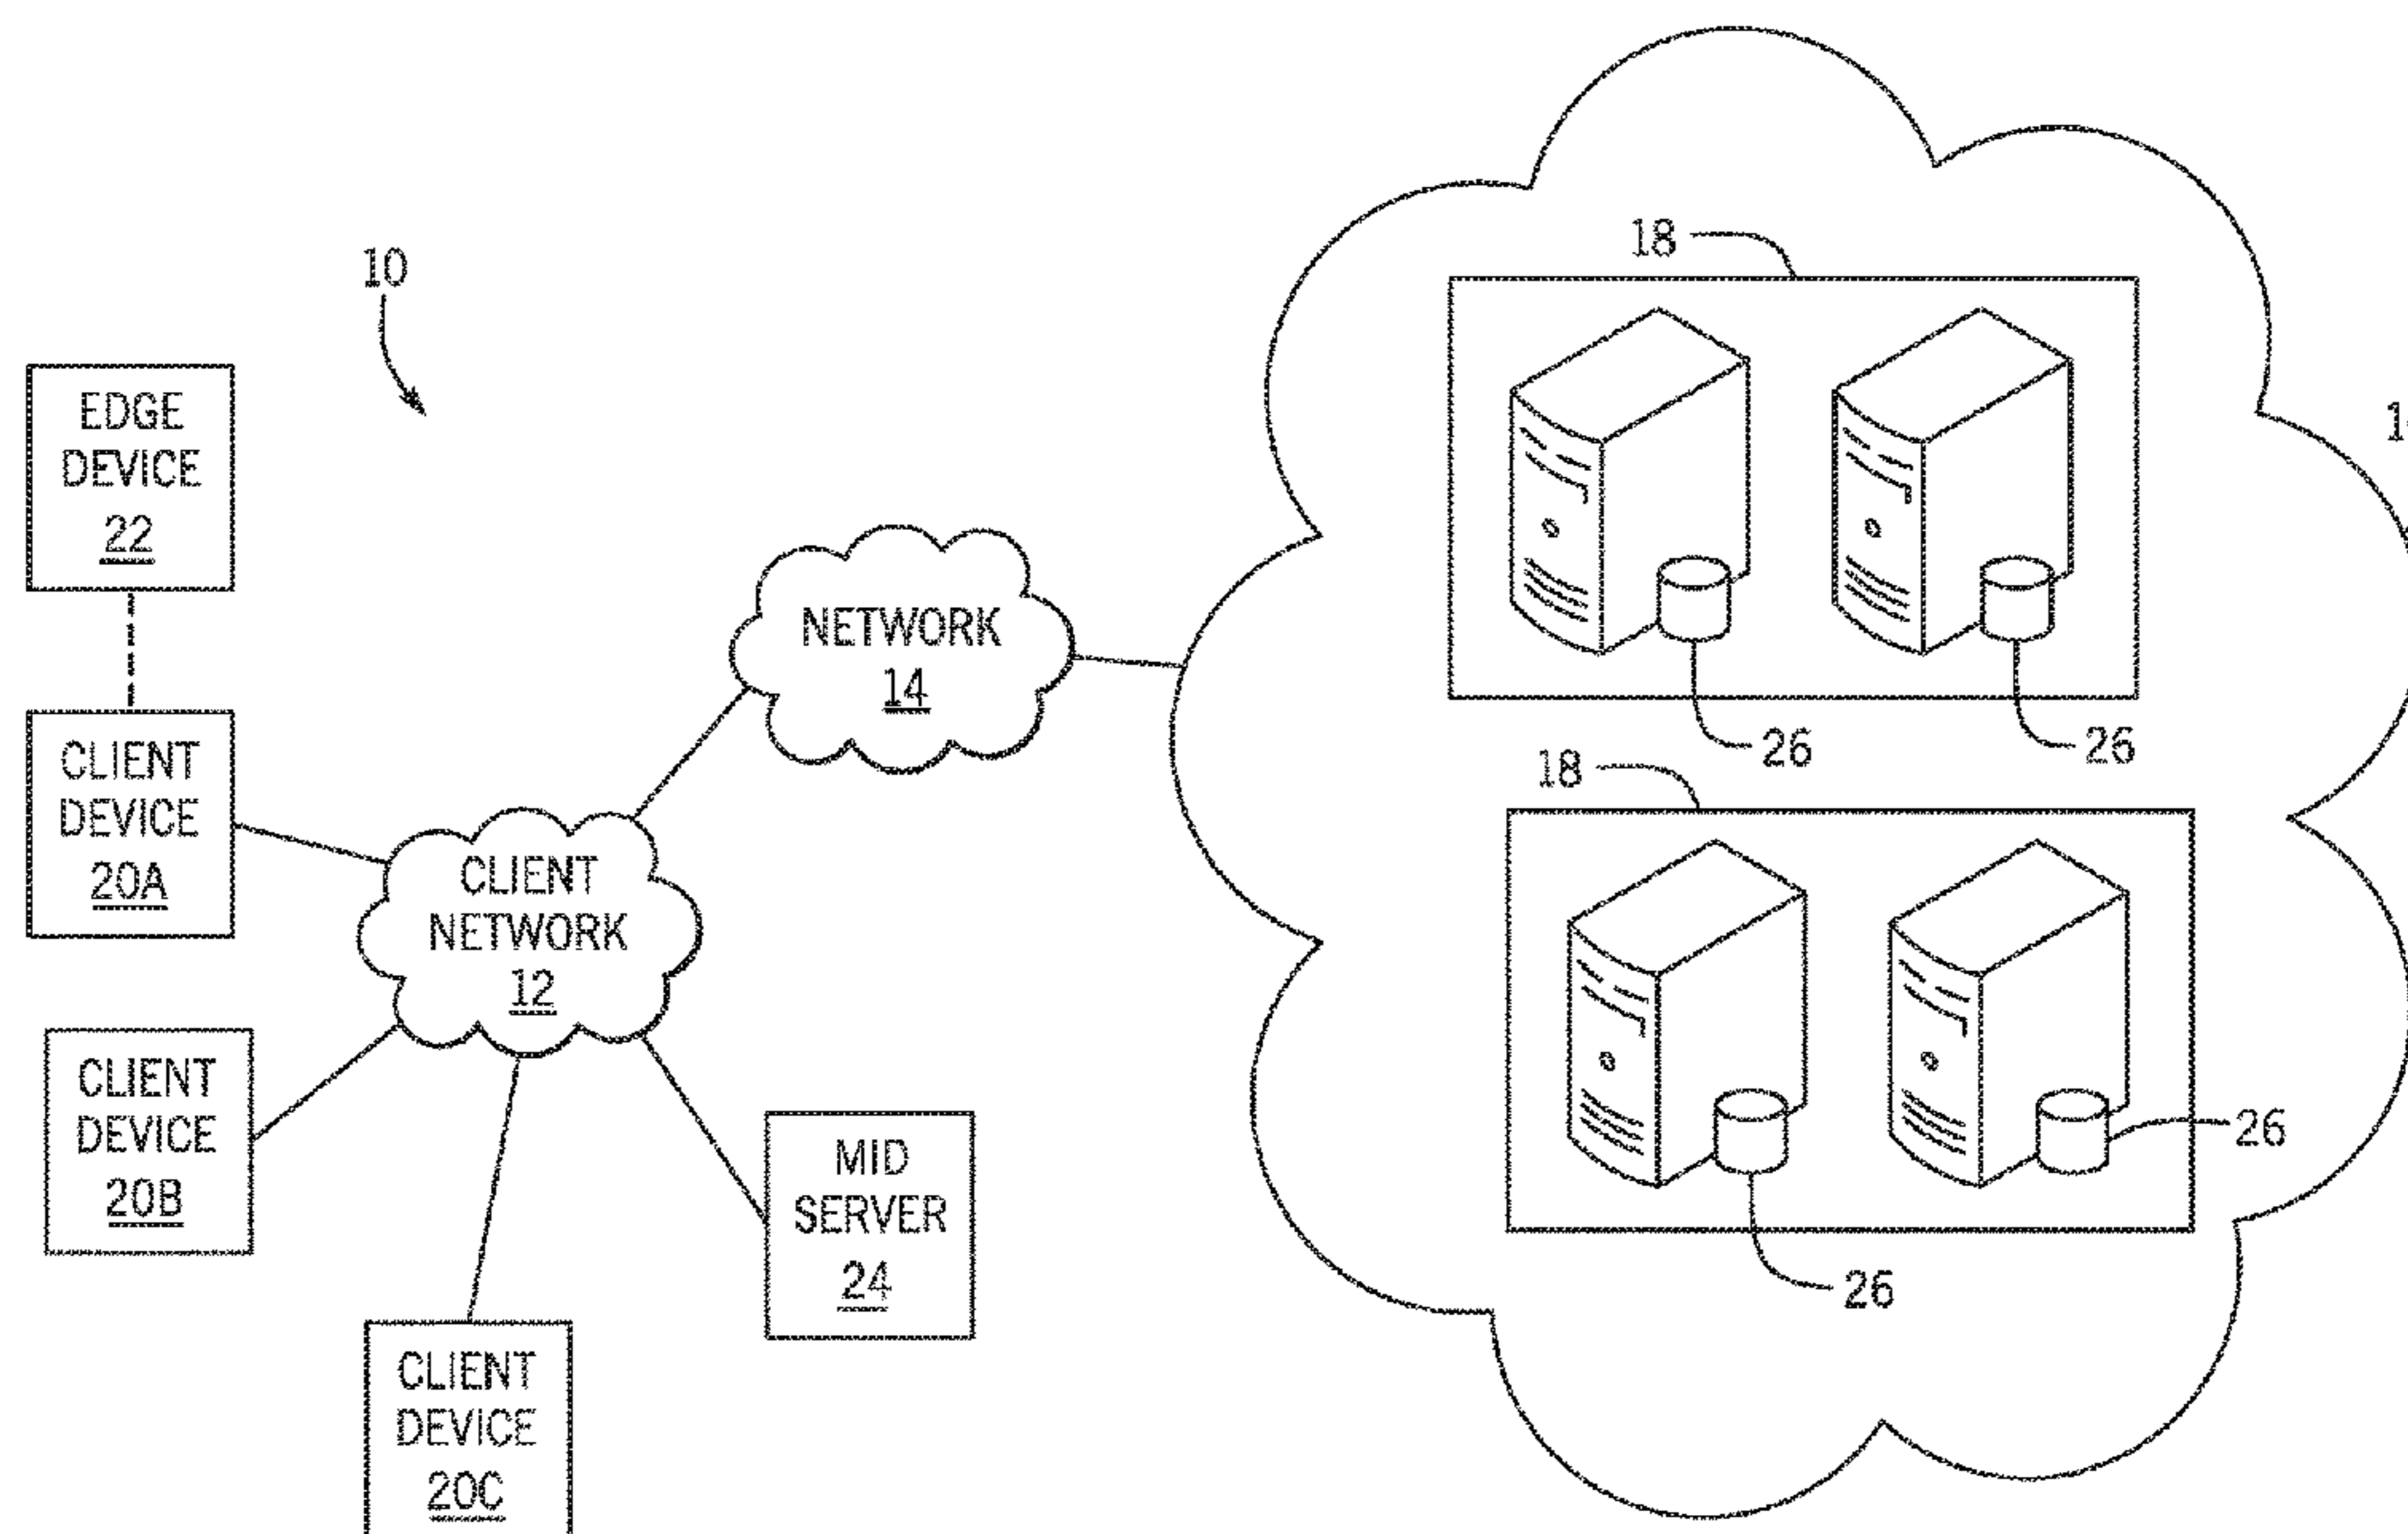 10
18
EDGE
DEVICE
22
NETWORK
14
26
26
18
CLIENT
DEVICE
20A
CLIENT
NETWORK
12
CLIENT
DEVICE
20B
MID
SERVER
24
26
26
CLIENT
DEVICE
20C